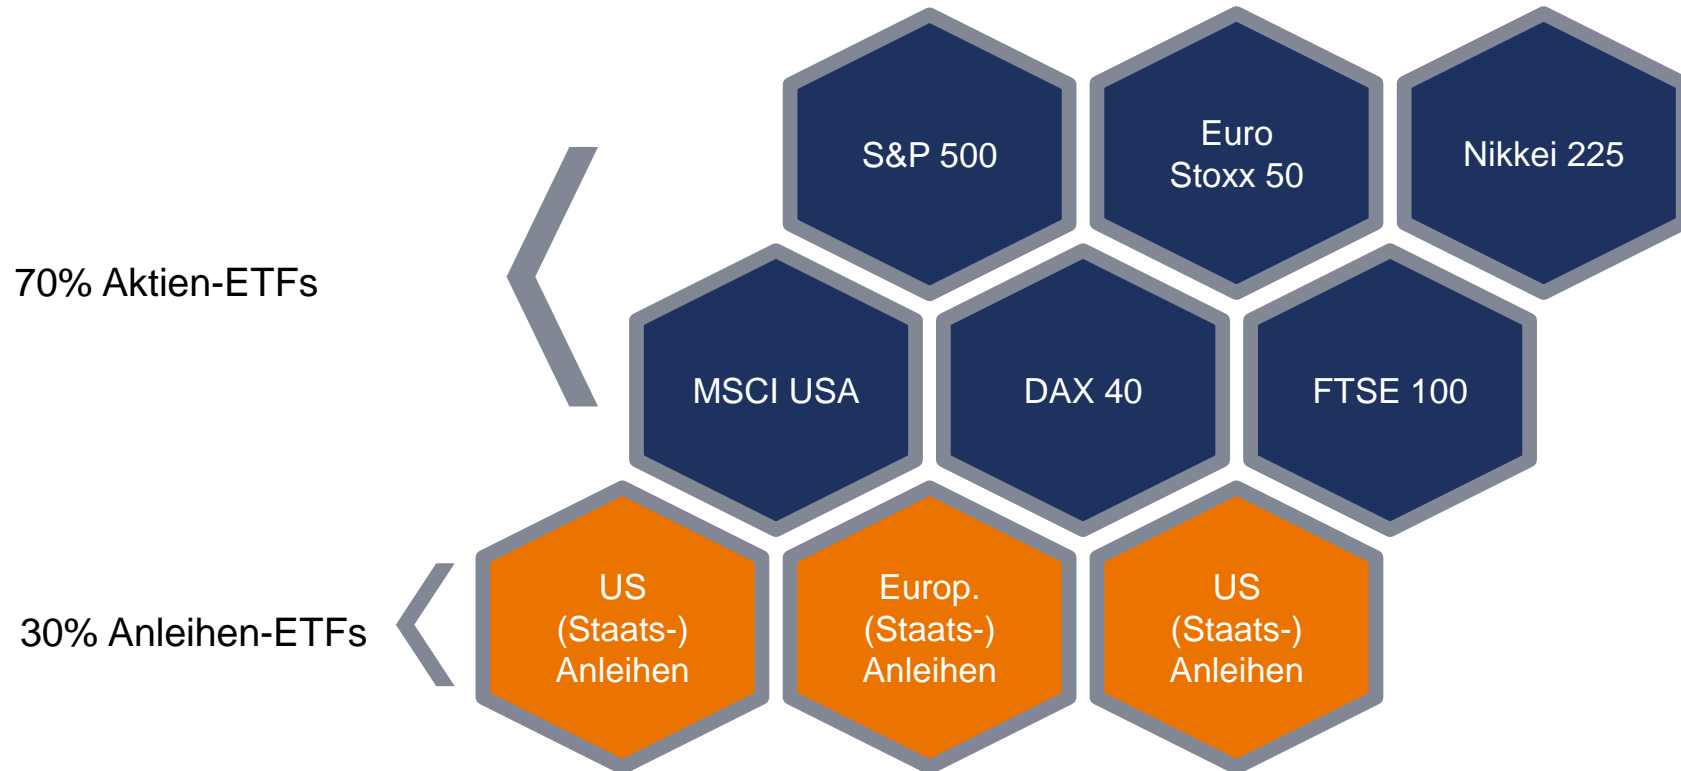 S&P 500
Euro
Stoxx 50
Nikkei 225
70% Aktien-ETFs
MSCI USA
DAX 40
FTSE 100
30% Anleihen-ETFs
US
(Staats-)
Anleihen
Europ.
(Staats-)
Anleihen
US
(Staats-)
Anleihen